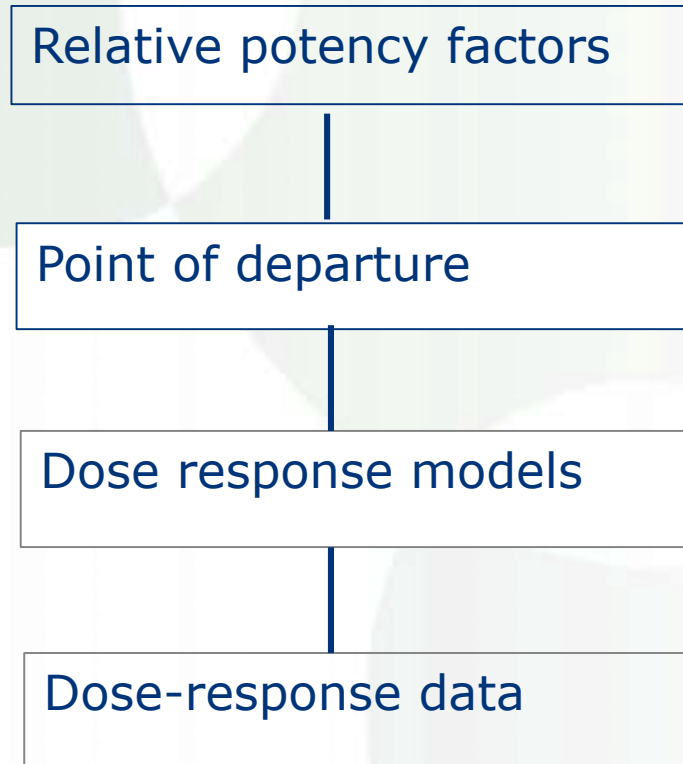 Relative potency factors
Point of departure
Dose response models
Dose-response data